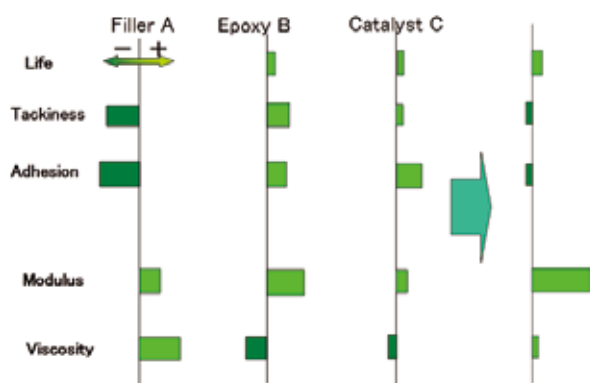 Filler A Epoxy B Catalyst C
− +
Life
Tackiness
Adhesion
Modulus
Viscosity